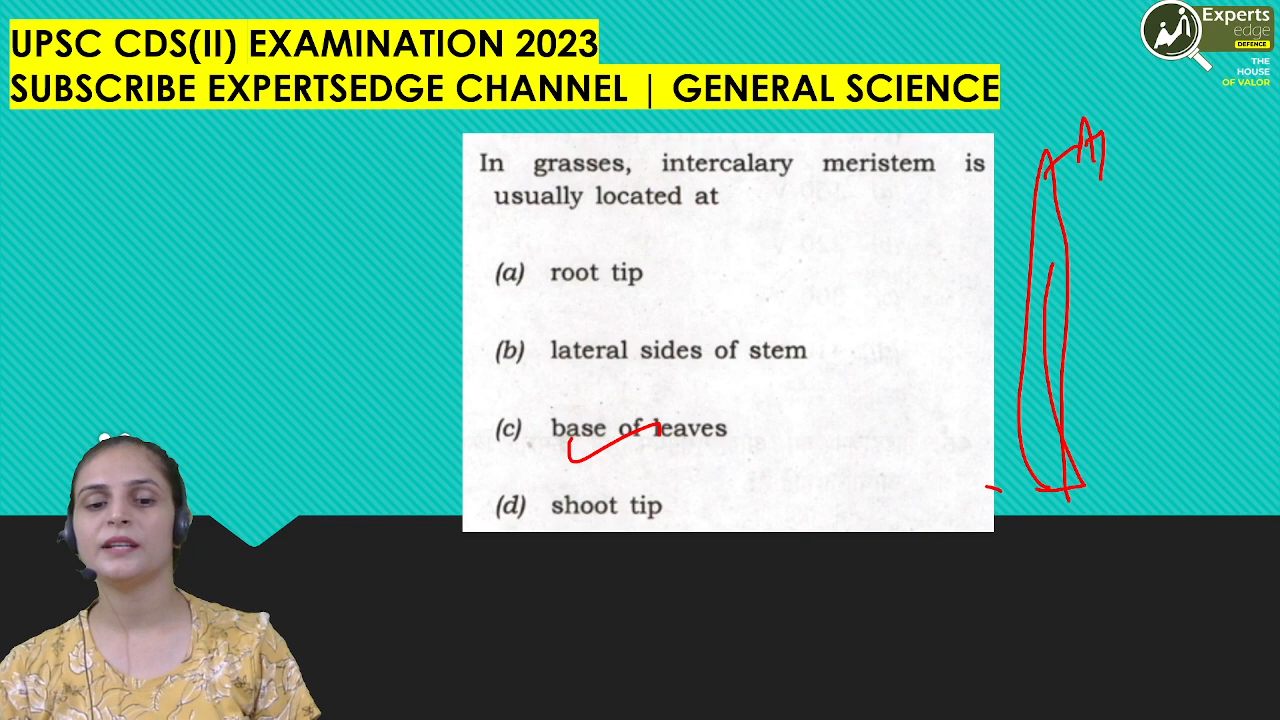 UPSC CDS(II) EXAMINATION 2023
SUBSCRIBE EXPERTSEDGE CHANNEL | GENERAL SCIENCE
Experts
edge
DEFENCE
THE
HOUSE
OF VALOR
In grasses, intercalary meristem is
usually located at
(a) root tip
(b) lateral sides of stem
(c) base of leaves
(d) shoot tip